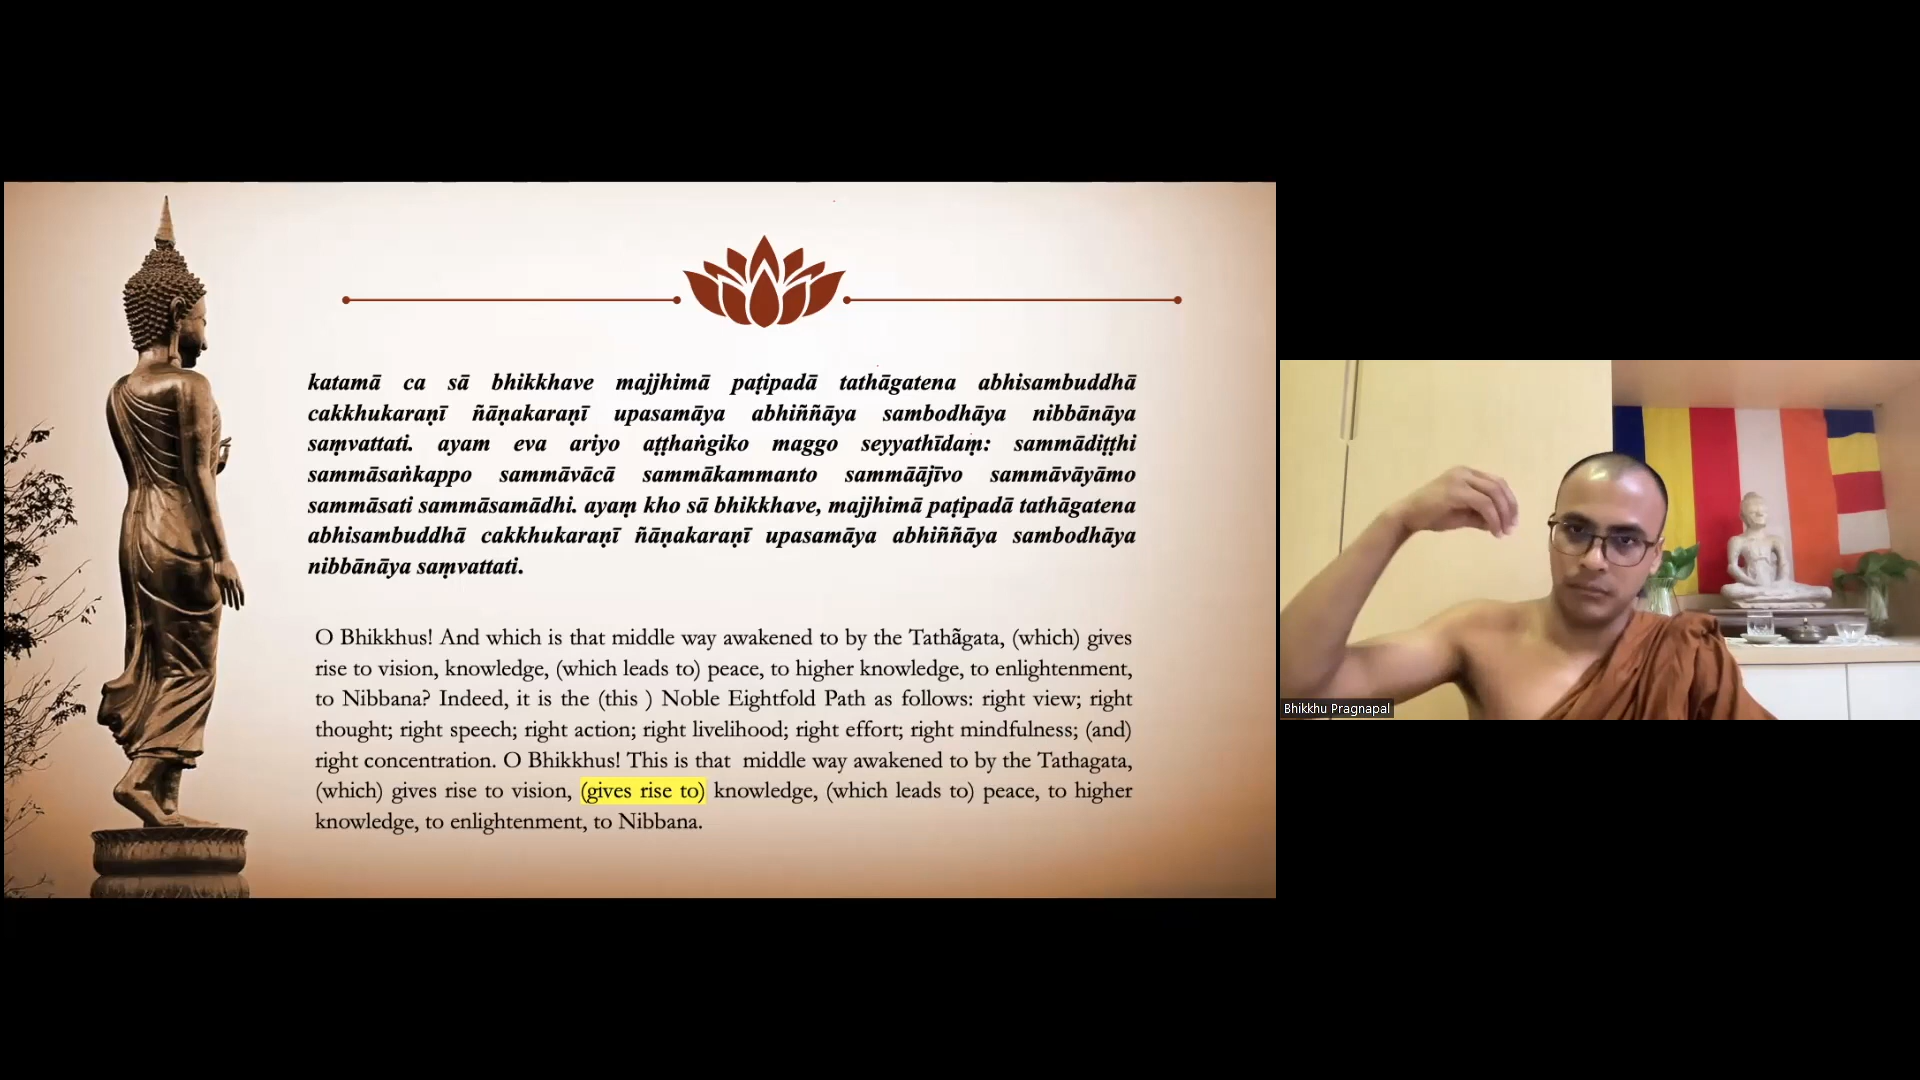 katamā ca sā bhikkhave majjhimā paṭipadā tathāgatena abhisambuddhā
cakkhukaraṇī ñāṇakaraṇī upasamāya abhiññāya sambodhāya nibbānāya
saṃvattati. ayam eva ariyo aṭṭhaṅgiko maggo seyyathīdaṃ: sammādiṭṭhi
sammāsaṅkappo sammāvācā sammākammanto sammāājīvo sammāvāyāmo
sammāsati sammāsamādhi. ayaṃ kho sā bhikkhave, majjhimā paṭipadā tathāgatena
abhisambuddhā cakkhukaraṇī ñāṇakaraṇī upasamāya abhiññāya sambodhāya
nibbānāya saṃvattati.
O Bhikkhus! And which is that middle way awakened to by the Tathãgata, (which) gives
rise to vision, knowledge, (which leads to) peace, to higher knowledge, to enlightenment,
to Nibbana? Indeed, it is the (this ) Noble Eightfold Path as follows: right view; right
thought; right speech; right action; right livelihood; right effort; right mindfulness; (and)
right concentration. O Bhikkhus! This is that middle way awakened to by the Tathagata,
(which) gives rise to vision, (gives rise to) knowledge, (which leads to) peace, to higher
knowledge, to enlightenment, to Nibbana.
Bhikkhu Pragnapal